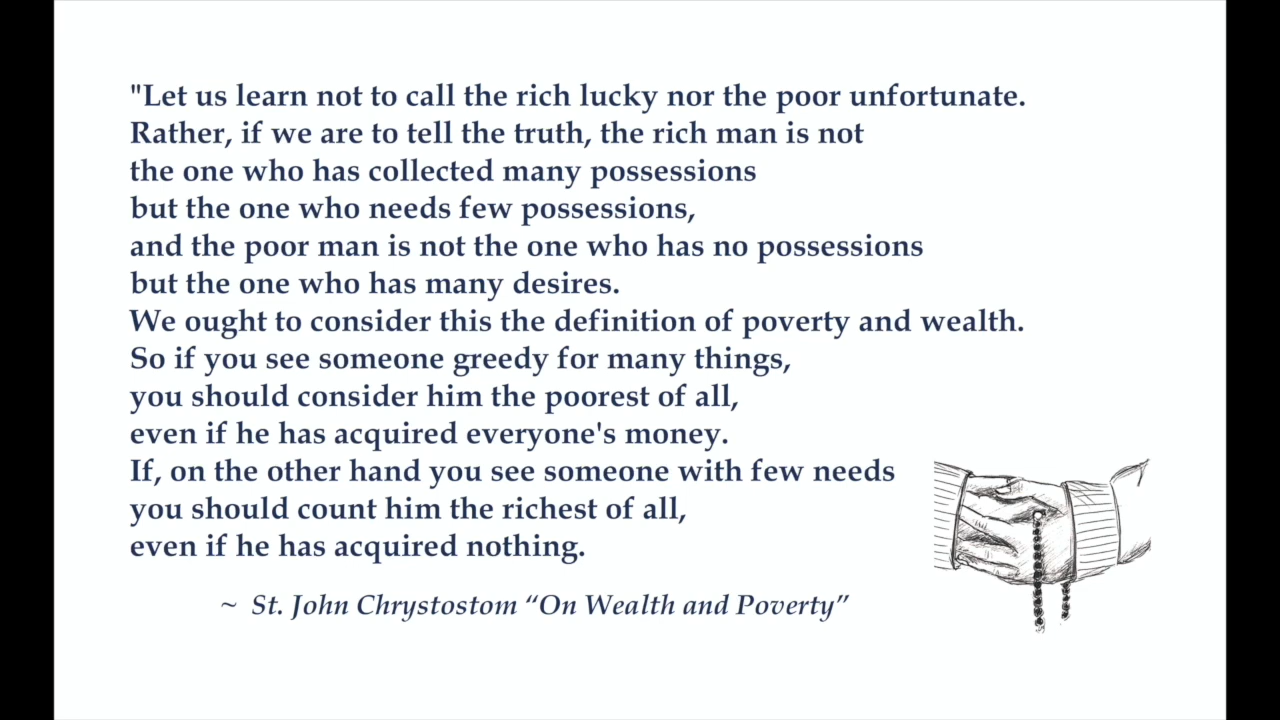 "Let us learn not to call the rich lucky nor the poor unfortunate.
Rather, if we are to tell the truth, the rich man is not
the one who has collected many possessions
but the one who needs few possessions,
and the poor man is not the one who has no possessions
but the one who has many desires.
We ought to consider this the definition of poverty and wealth.
So if you see someone greedy for many things,
you should consider him the poorest of all,
even if he has acquired everyone's money.
If, on the other hand you see someone with few needs
you should count him the richest of all,
even if he has acquired nothing.
~ St. John Chrystostom “On Wealth and Poverty”